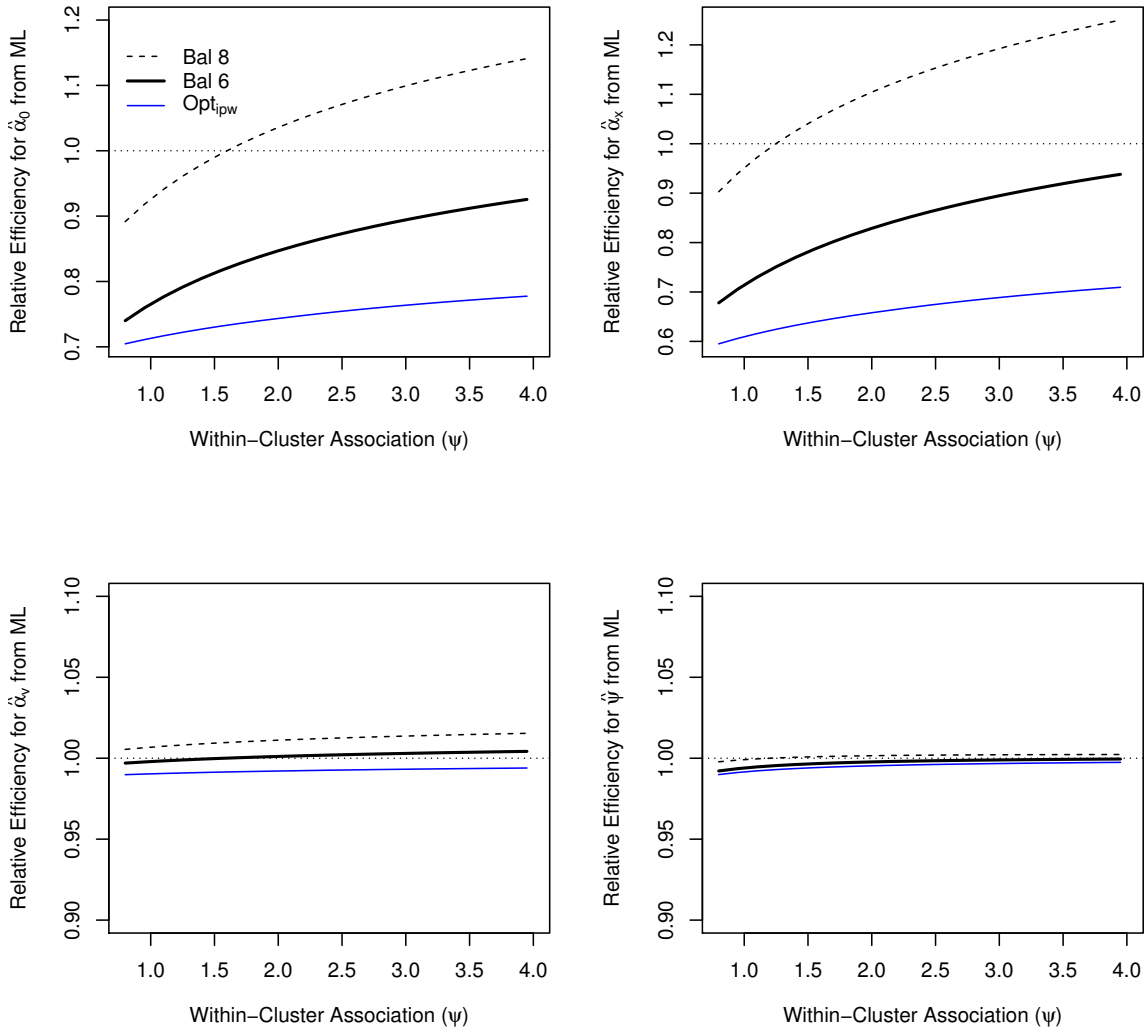 Relative Efficiency for α̂₀ from ML
1.2
1.1
1.0
0.9
0.8
0.7
Bal 8
Bal 6
Optᵢₚw
1.0 1.5 2.0 2.5 3.0 3.5 4.0
Within−Cluster Association (ψ)
Relative Efficiency for α̂ₓ from ML
1.2
1.1
1.0
0.9
0.8
0.7
0.6
1.0 1.5 2.0 2.5 3.0 3.5 4.0
Within−Cluster Association (ψ)
Relative Efficiency for α̂ᵥ from ML
1.10
1.05
1.00
0.95
0.90
1.0 1.5 2.0 2.5 3.0 3.5 4.0
Within−Cluster Association (ψ)
Relative Efficiency for ψ̂ from ML
1.10
1.05
1.00
0.95
0.90
1.0 1.5 2.0 2.5 3.0 3.5 4.0
Within−Cluster Association (ψ)